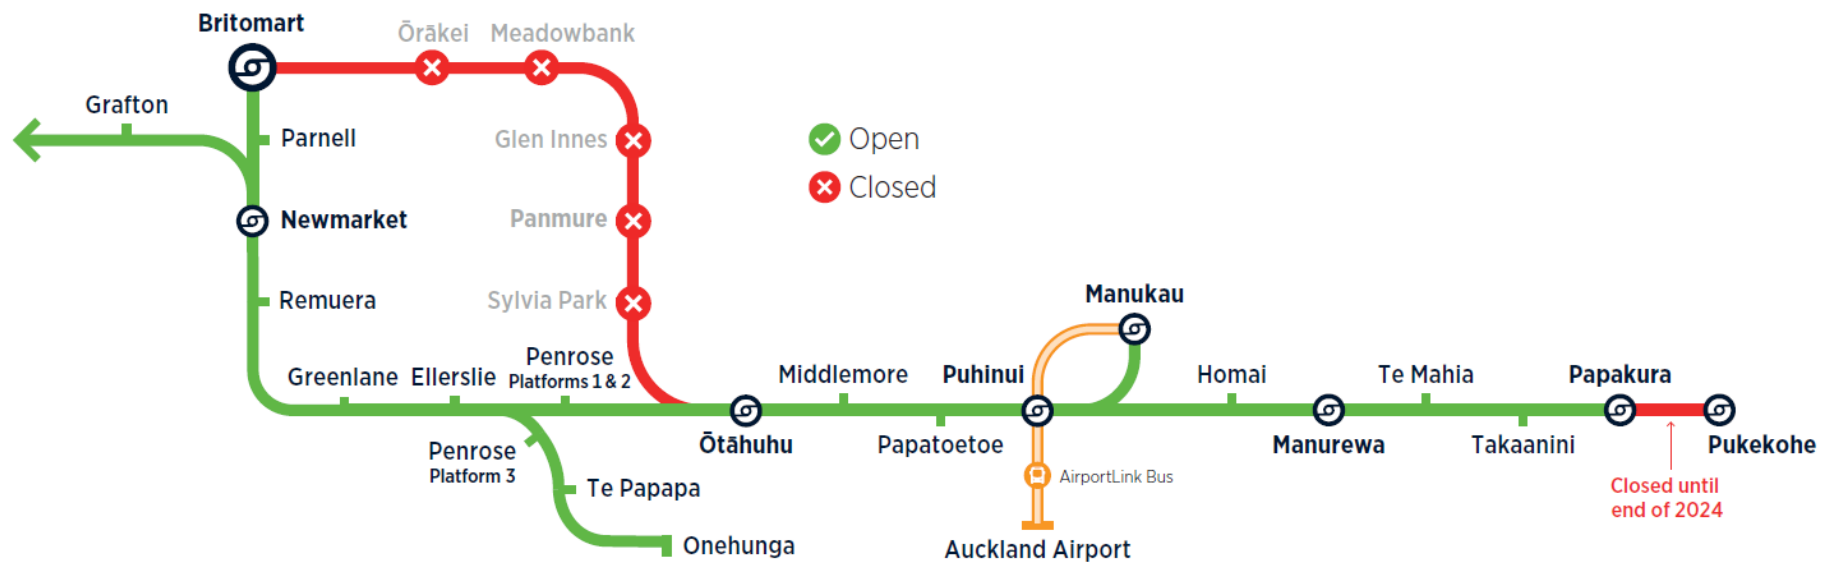 Britomart
Ōrākei
Meadowbank
Grafton
Parnell
Glen Innes
Open
Closed
Newmarket
Panmure
Remuera
Sylvia Park
Manukau
Greenlane
Ellerslie
Penrose
Platforms 1 & 2
Middlemore
Puhinui
Homai
Te Mahia
Papakura
Penrose
Platform 3
Ōtāhuhu
Papatoetoe
Manurewa
Takaanini
Pukekohe
Te Papapa
AirportLink Bus
Closed until
end of 2024
Onehunga
Auckland Airport